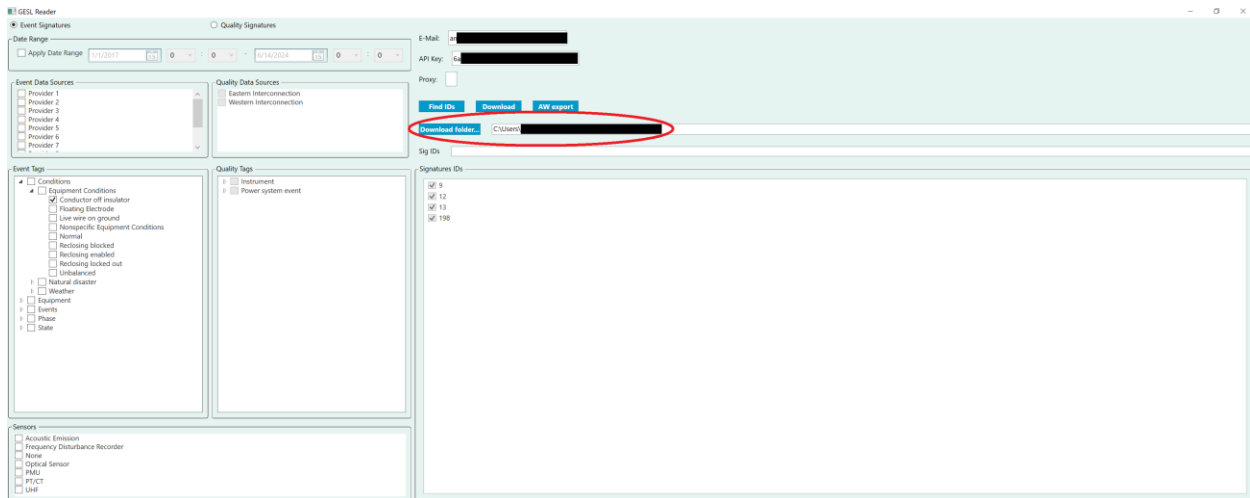 GESL Reader
Event Signatures
Quality Signatures
Date Range
Apply Date Range 1/1/2017 15 0 : 0 - 6/14/2024 15 0 : 0
Event Data Sources
Provider 1
Provider 2
Provider 3
Provider 4
Provider 5
Provider 6
Provider 7
Quality Data Sources
Eastern Interconnection
Western Interconnection
E-Mail: an
API Key: 6a
Proxy:
Find IDs Download AW export
Download folder... C:\Users\
Sig IDs
Event Tags
Conditions
Equipment Conditions
Conductor off insulator
Floating Electrode
Live wire on ground
Nonspecific Equipment Conditions
Normal
Reclosing blocked
Reclosing enabled
Reclosing locked out
Unbalanced
Natural disaster
Weather
Equipment
Events
Phase
State
Quality Tags
Instrument
Power system event
Signatures IDs
9
12
13
198
Sensors
Acoustic Emission
Frequency Disturbance Recorder
None
Optical Sensor
PMU
PT/CT
UHF